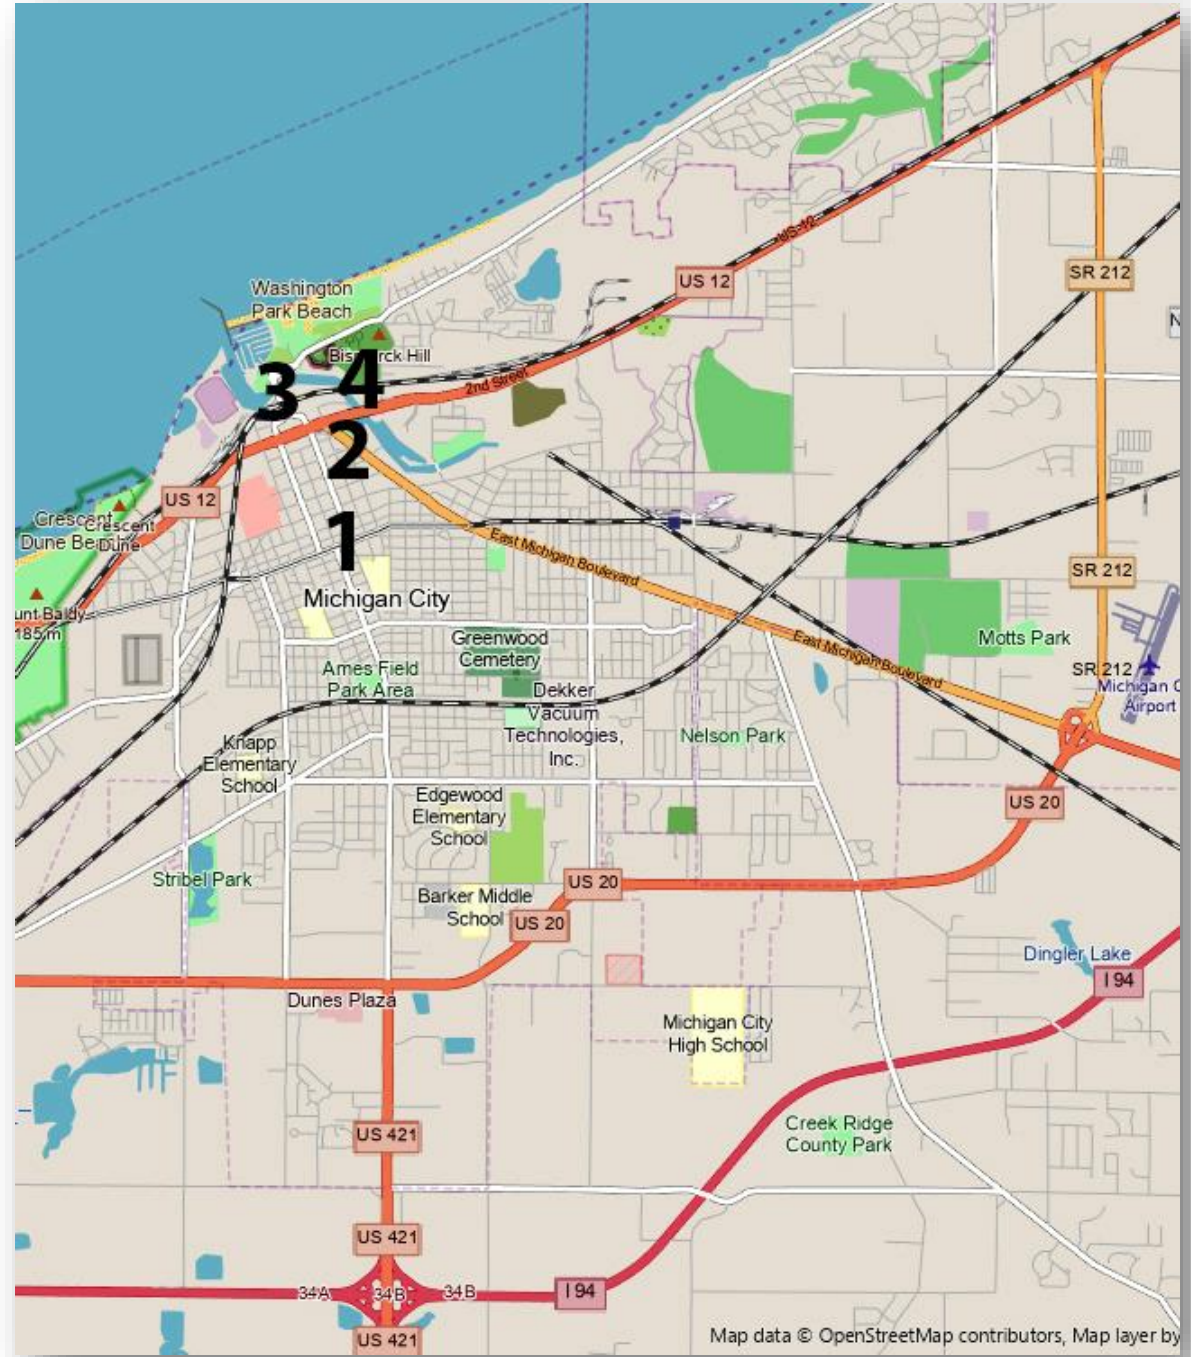 Washington
Park Beach
US-12
SR 212
US 12
Hill
3
4
2nd Street
2
US 12
Crescent
Crescent
Dune
1
East Michigan Boulevard
SR 212
unt Baldy
185 m
Michigan City
Greenwood
Cemetery
East Michigan Boulevard
Motts Park
Ames Field
Park Area
SR 212
Michigan C
Airport
Dekker
Vacuum
Technologies,
Inc.
Nelson Park
Knapp
Elementary
School
Edgewood
Elementary
School
US 20
Stribel Park
US 20
Barker Middle
School
US 20
Dingler Lake
I 94
Dunes Plaza
Michigan City
High School
US 421
Creek Ridge
County Park
US 421
34A
34B
34B
I 94
US 421
Map data © OpenStreetMap contributors, Map layer by